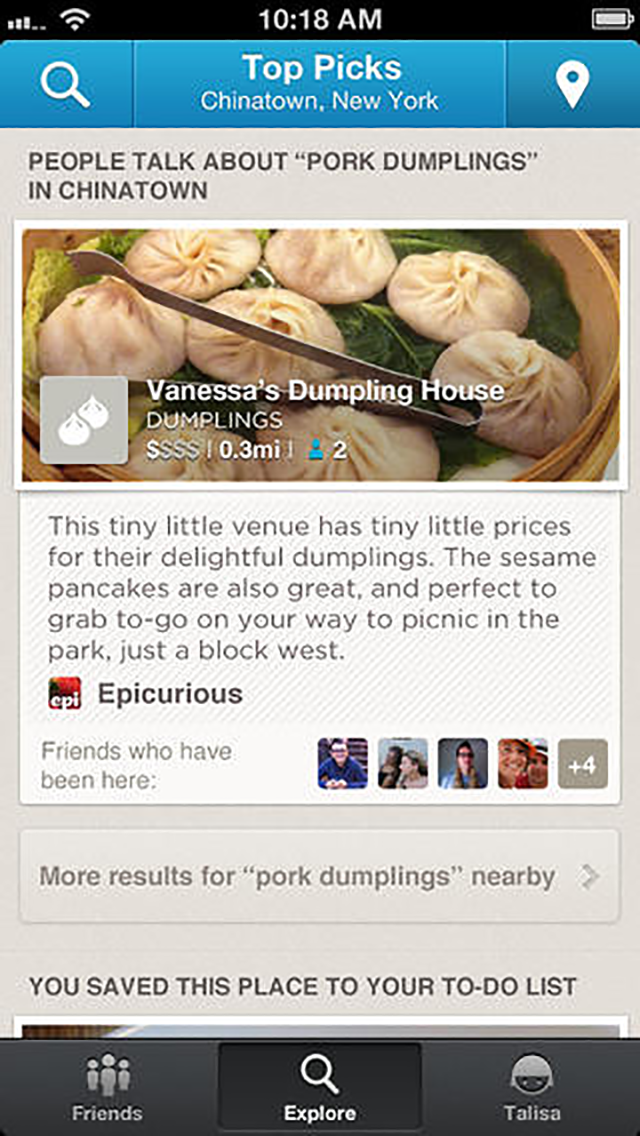 10:18 AM
Top Picks
Chinatown, New York
PEOPLE TALK ABOUT “PORK DUMPLINGS”
IN CHINATOWN
Vanessa's Dumpling House
DUMPLINGS
$$$$ | 0.3mi | 2
This tiny little venue has tiny little prices
for their delightful dumplings. The sesame
pancakes are also great, and perfect to
grab to-go on your way to picnic in the
park, just a block west.
epi Epicurious
Friends who have
been here:
+4
More results for “pork dumplings” nearby
YOU SAVED THIS PLACE TO YOUR TO-DO LIST
Friends Explore Talisa